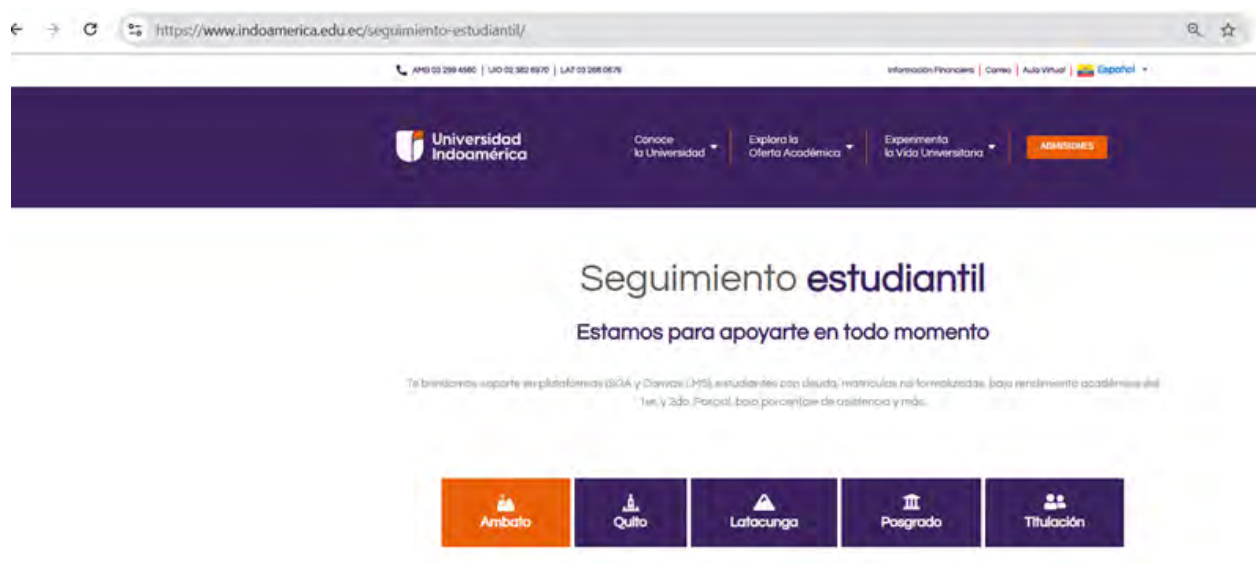 https://www.indoamerica.edu.ec/seguimiento-estudiantil/
Información Financiera | Correo | Aula Virtual | Español
Universidad Indoamérica
Conoce la Universidad
Explora la Oferta Académica
Experimenta la Vida Universitaria
ADMISIONES
Seguimiento estudiantil
Estamos para apoyarte en todo momento
Te brindamos soporte en plataformas (SGA y Canvas LMS), estudiantes con deuda, matrículas no formalizadas, bajo rendimiento académico del
1er. y 2do. Parcial, bajo porcentaje de asistencia y más.
Ambato
Quito
Latacunga
Posgrado
Titulación